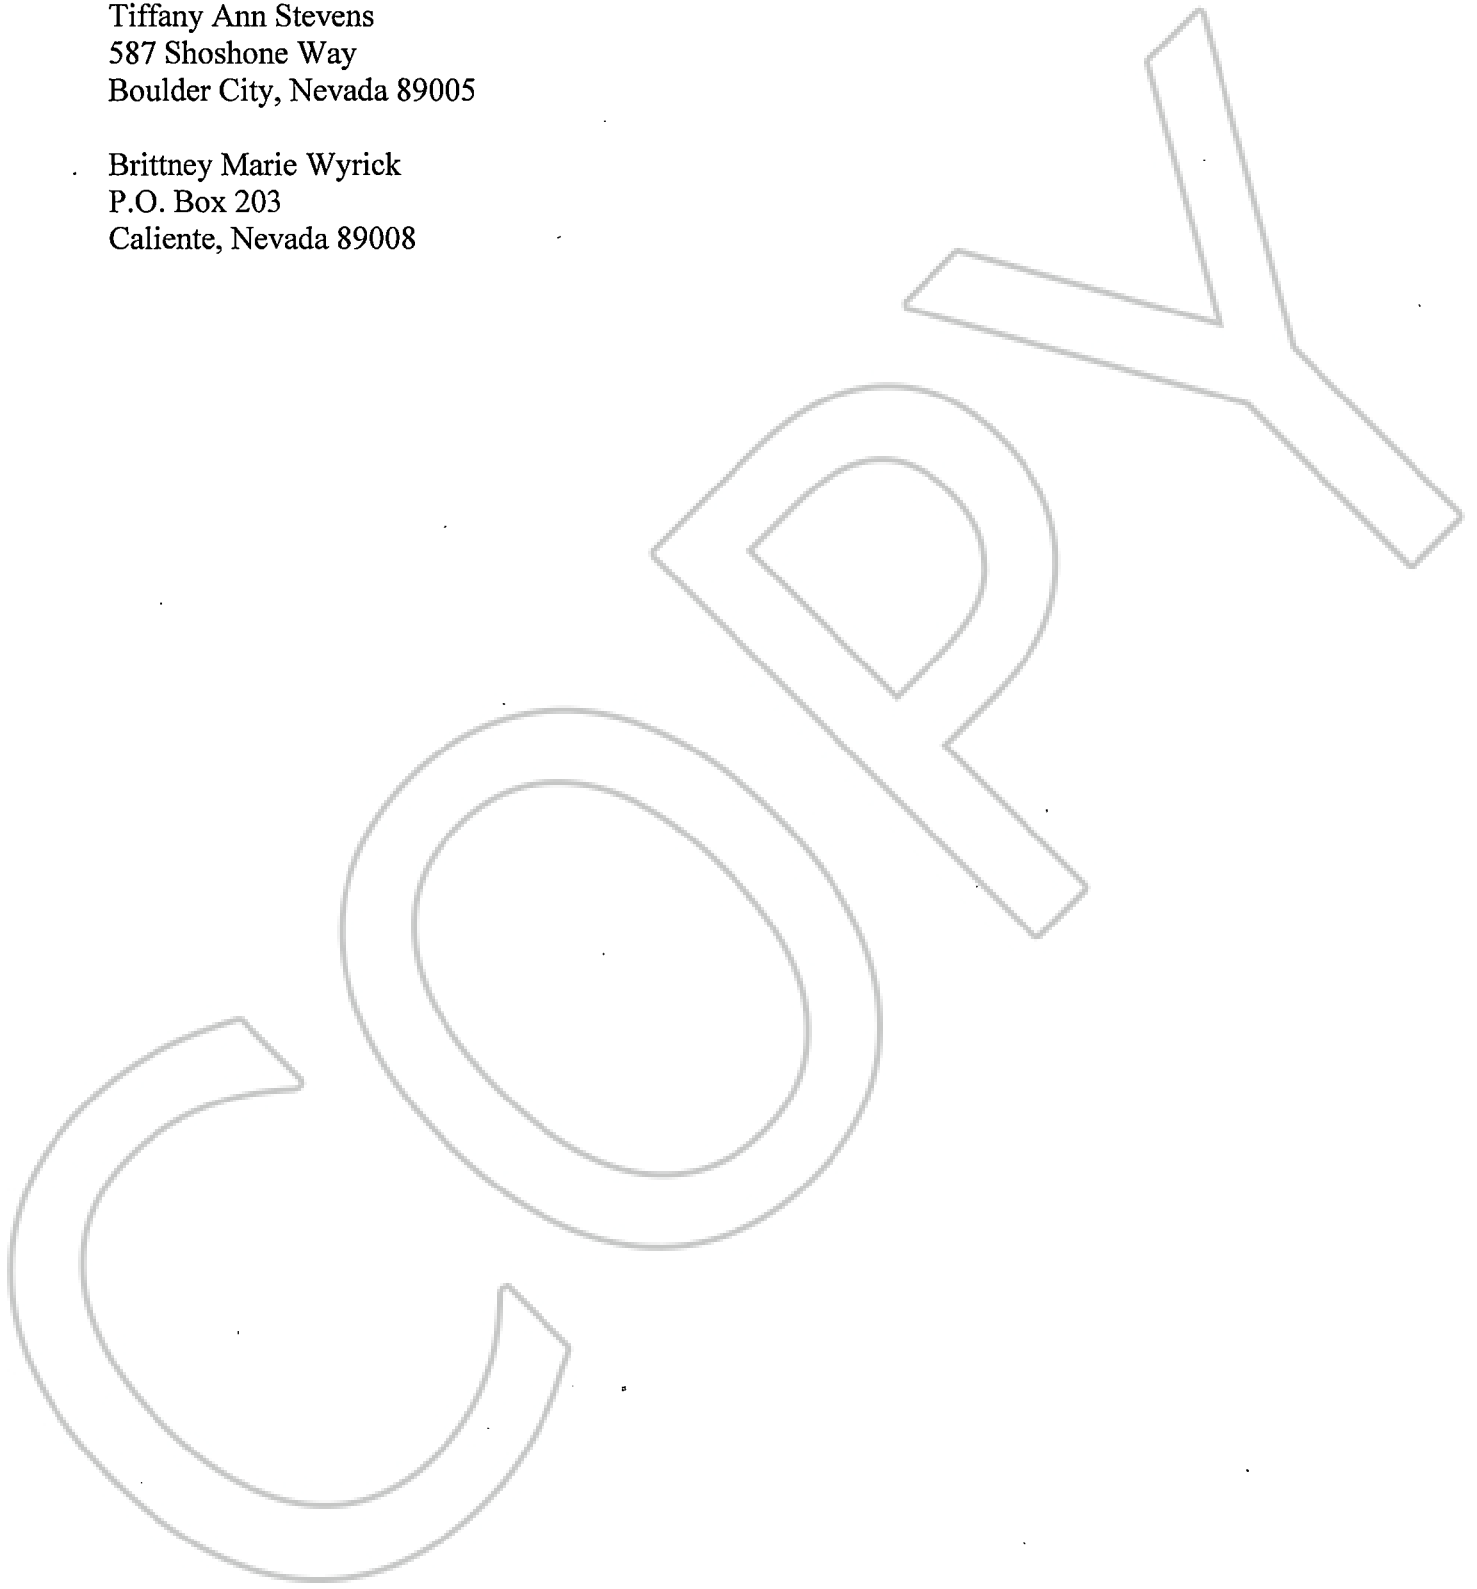 Tiffany Ann Stevens
587 Shoshone Way
Boulder City, Nevada 89005
Brittney Marie Wyrick
P.O. Box 203
Caliente, Nevada 89008
COPY